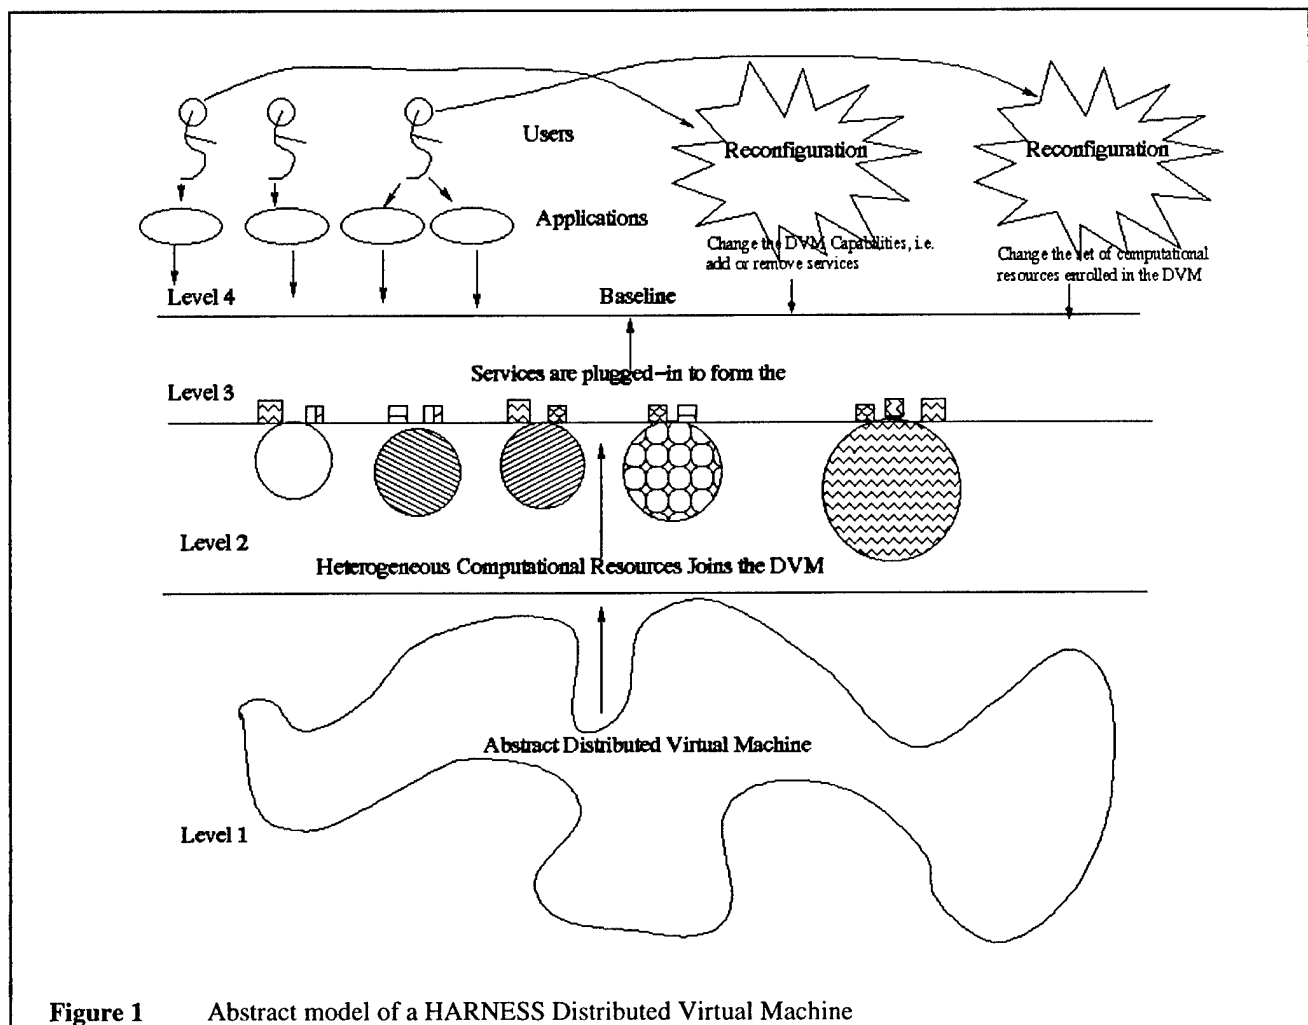 Users
Reconfiguration
Reconfiguration
Applications
Change the DVM Capabilities, i.e.
add or remove services
Change the set of computational
resources enrolled in the DVM
Level 4
Baseline
Services are plugged-in to form the
Level 3
Level 2
Heterogeneous Computational Resources Joins the DVM
Abstract Distributed Virtual Machine
Level 1
Figure 1 Abstract model of a HARNESS Distributed Virtual Machine